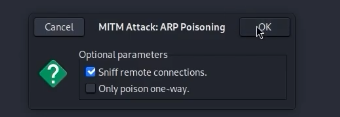 Cancel MITM Attack: ARP Poisoning OK
Optional parameters
Sniff remote connections.
Only poison one-way.